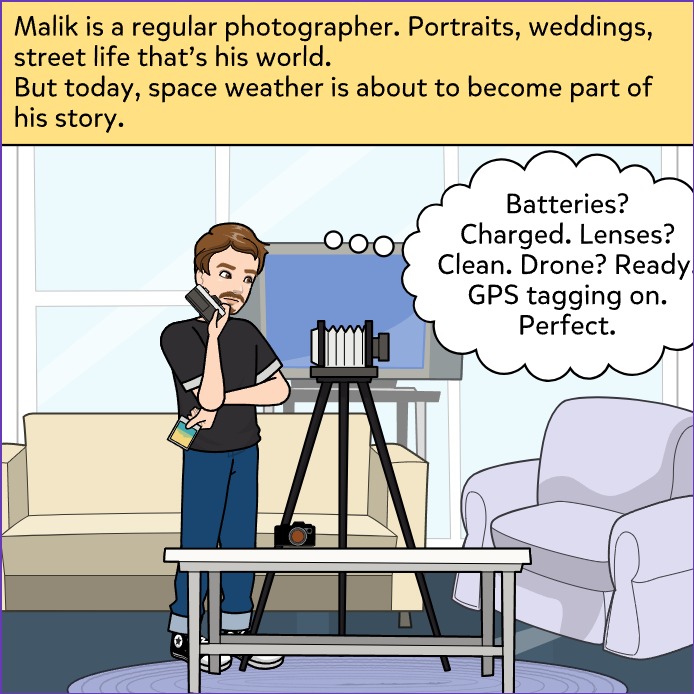 Malik is a regular photographer. Portraits, weddings,
street life that’s his world.
But today, space weather is about to become part of
his story.
Batteries?
Charged. Lenses?
Clean. Drone? Ready.
GPS tagging on.
Perfect.